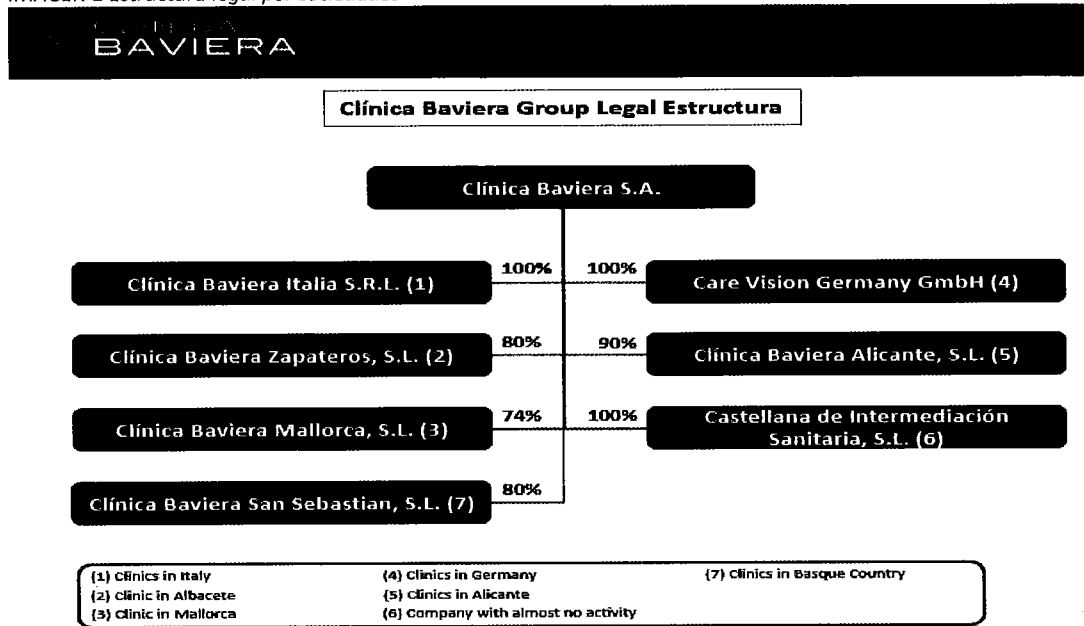 BAVIERA
Clínica Baviera Group Legal Estructura
Clínica Baviera S.A.
100% 100%
Clínica Baviera Italia S.R.L. (1)
Care Vision Germany GmbH (4)
80% 90%
Clínica Baviera Zapateros, S.L. (2)
Clínica Baviera Alicante, S.L. (5)
74% 100%
Clínica Baviera Mallorca, S.L. (3)
Castellana de Intermediación
Sanitaria, S.L. (6)
80%
Clínica Baviera San Sebastian, S.L. (7)
(1) Clinics in Italy
(2) Clinic in Albacete
(3) Clinic in Mallorca
(4) Clinics in Germany
(5) Clinics in Alicante
(6) Company with almost no activity
(7) Clinics in Basque Country